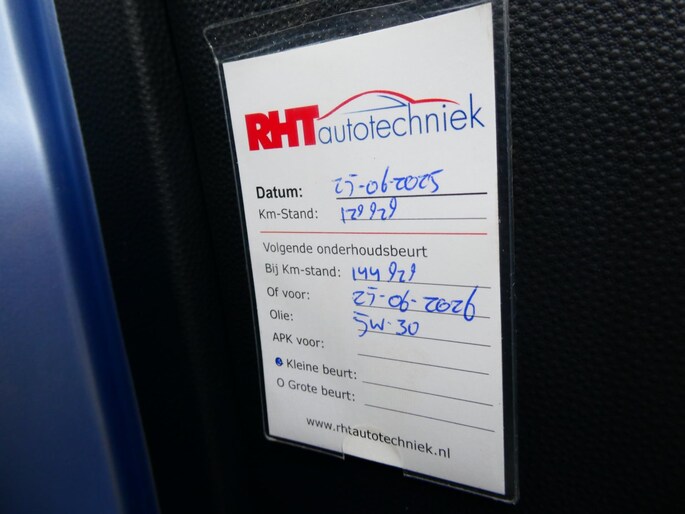 RHT autotechniek
Datum: 25-06-2025
Km-Stand: 129929
Volgende onderhoudsbeurt
Bij Km-stand: 144929
Of voor: 25-06-2026
Olie: 5W-30
APK voor:
Kleine beurt:
O Grote beurt:
www.rhtautotechniek.nl